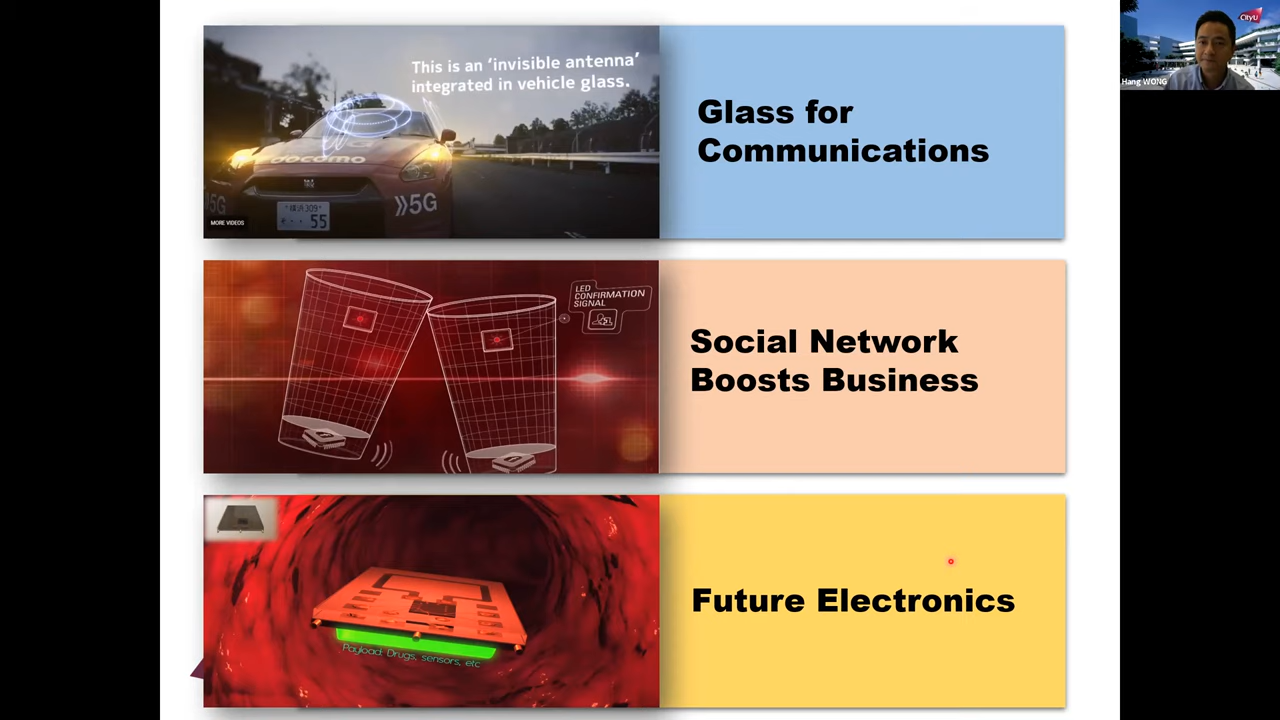 This is an ‘invisible antenna’
integrated in vehicle glass.
docomo
5G
5G
55
MORE VIDEOS
Glass for
Communications
LED
CONFIRMATION
SIGNAL
Social Network
Boosts Business
Payload: Drugs, sensors, etc
Future Electronics
CityU
Hang WONG